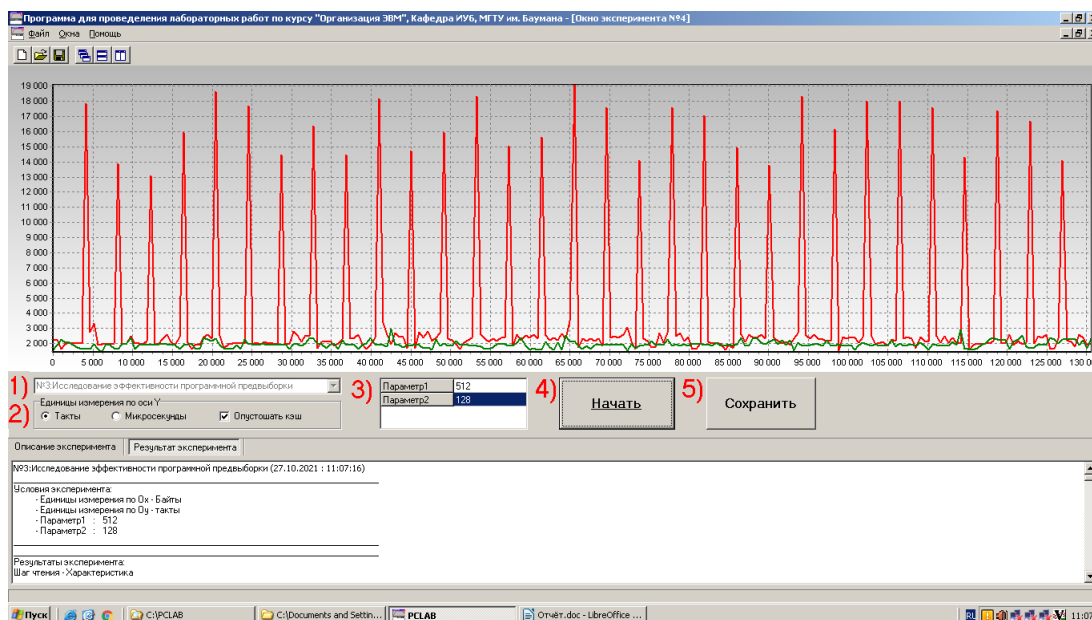 Программа для проведеления лабораторных работ по курсу "Организация ЭВМ", Кафедра ИУ6, МГТУ им. Баумана - [Окно эксперимента №4]
Файл Окна Помощь
19 000
18 000
17 000
16 000
15 000
14 000
13 000
12 000
11 000
10 000
9 000
8 000
7 000
6 000
5 000
4 000
3 000
2 000
0 5 000 10 000 15 000 20 000 25 000 30 000 35 000 40 000 45 000 50 000 55 000 60 000 65 000 70 000 75 000 80 000 85 000 90 000 95 000 100 000 105 000 110 000 115 000 120 000 125 000 130 0
1) №3:Исследование эффективности программной предвыборки
2) Единицы измерения по оси Y
Такты Микросекунды Опустошать кэш
3) Параметр1 512
Параметр2 128
4) Начать
5) Сохранить
Описание эксперимента Результат эксперимента
№3:Исследование эффективности программной предвыборки (27.10.2021 : 11:07:16)
Условия эксперимента:
- Единицы измерения по Ox - Байты
- Единицы измерения по Oy - такты
- Параметр1 : 512
- Параметр2 : 128
Результаты эксперимента:
Шаг чтения - Характеристика
Пуск C:\PCLAB C:\Documents and Settin... PCLAB Отчёт.doc - LibreOffice ... RU 11:07